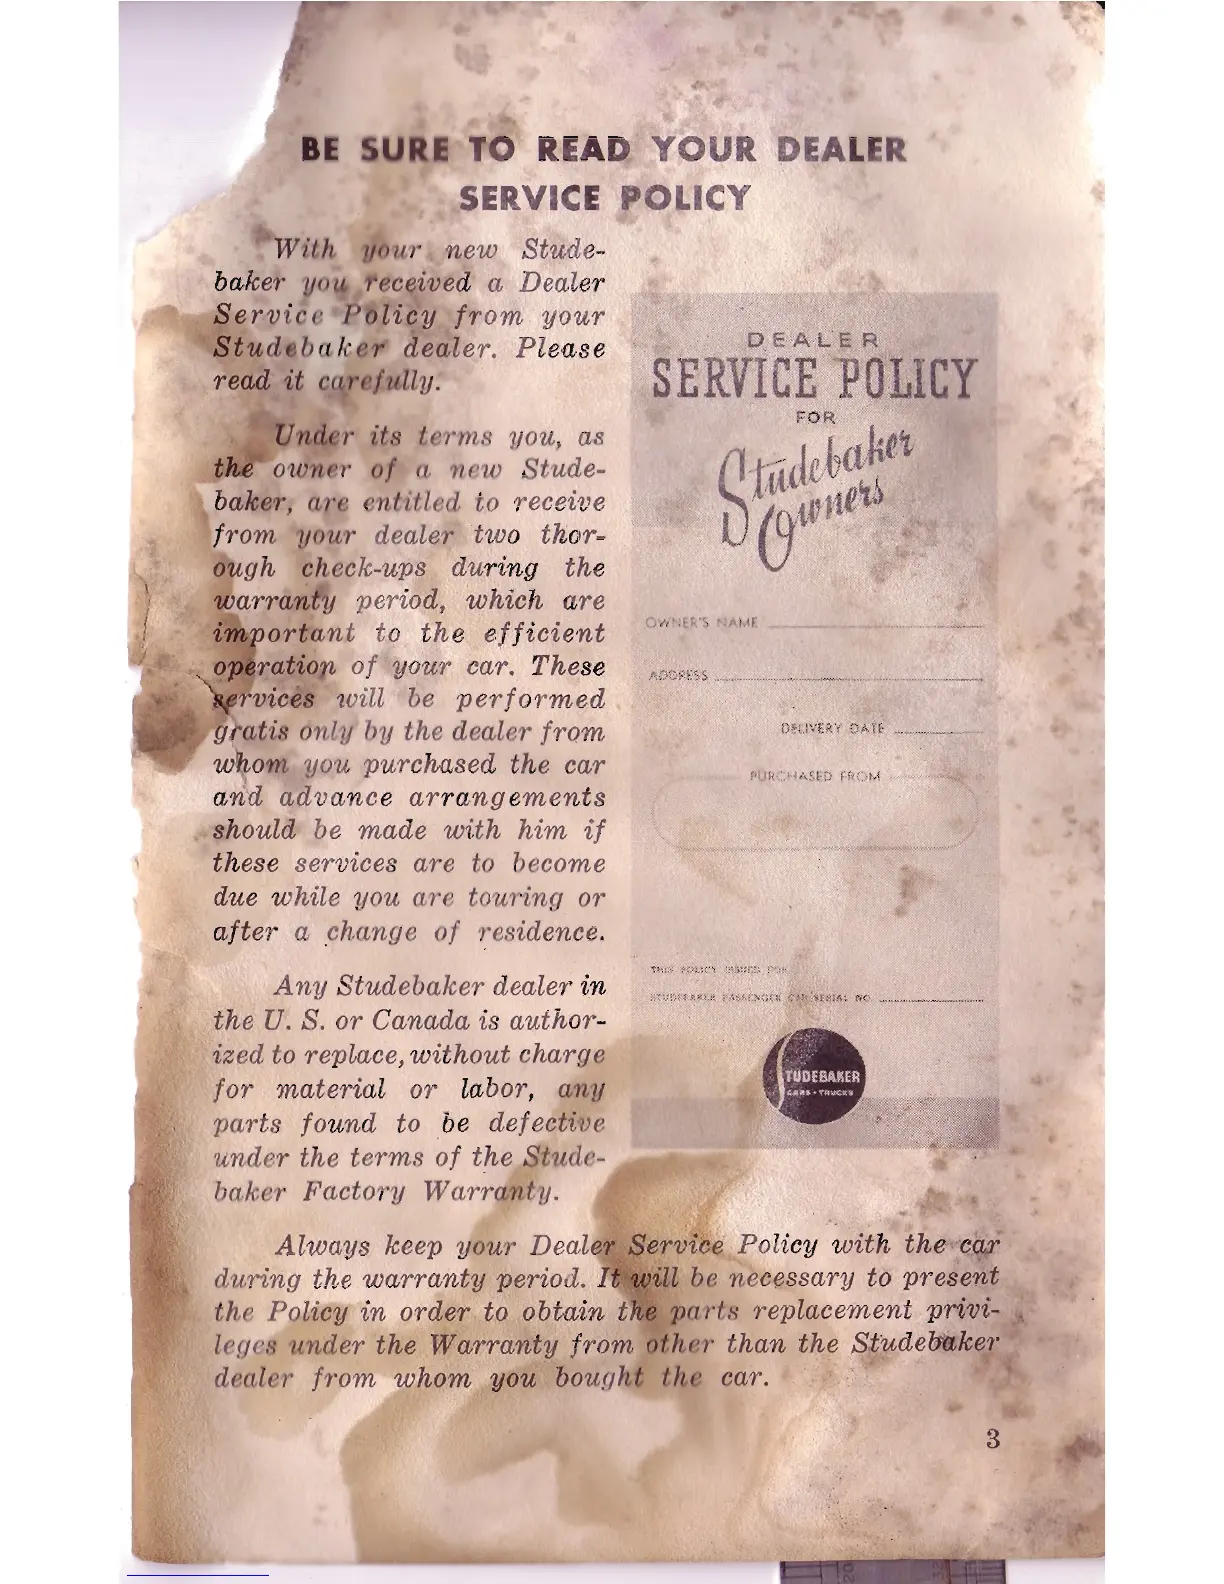 BE SURE TO READ YOUR DEALER
SERVICE POLICY
With your new Stude-
baker you received a Dealer
Service Policy from your
Studebaker dealer. Please
read it carefully.
Under its terms you, as
the owner of a new Stude-
baker, are entitled to receive
from your dealer two thor-
ough check-ups during the
warranty period, which are
important to the efficient
operation of your car. These
services will be performed
gratis only by the dealer from
whom you purchased the car
and advance arrangements
should be made with him if
these services are to become
due while you are touring or
after a change of residence.
Any Studebaker dealer in
the U. S. or Canada is author-
ized to replace, without charge
for material or labor, any
parts found to be defective
under the terms of the Stude-
baker Factory Warranty.
DEALER
SERVICE POLICY
FOR
Studebaker
Owners
OWNER'S NAME
ADDRESS
DELIVERY DATE
PURCHASED FROM
THIS POLICY ISSUED FOR
STUDEBAKER PASSENGER CAR SERIAL NO.
STUDEBAKER
CARS • TRUCKS
Always keep your Dealer Service Policy with the car
during the warranty period. It will be necessary to present
the Policy in order to obtain the parts replacement privi-
leges under the Warranty from other than the Studebaker
dealer from whom you bought the car.
3